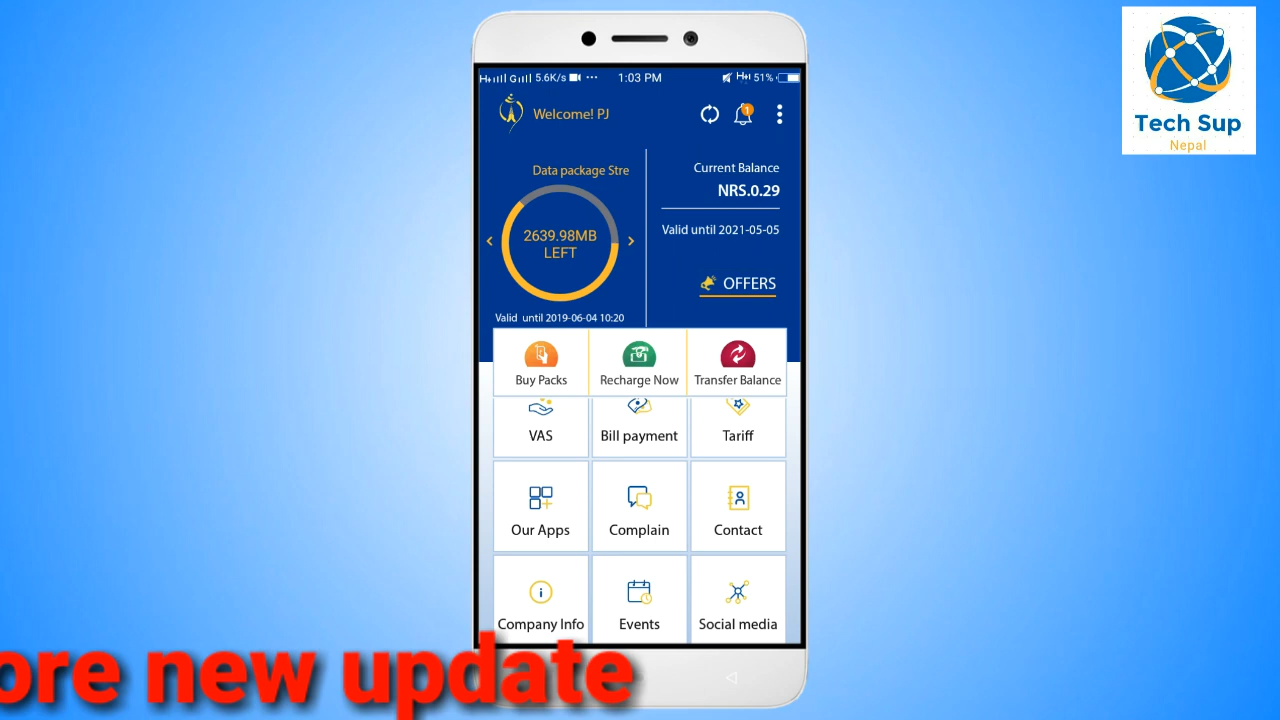 H+ G 5.6K/s ··· 1:03 PM H+ 51%
Welcome! PJ
1
Data package Stre
2639.98MB
LEFT
Valid until 2019-06-04 10:20
Current Balance
NRS.0.29
Valid until 2021-05-05
OFFERS
Buy Packs
Recharge Now
Transfer Balance
VAS
Bill payment
Tariff
Our Apps
Complain
Contact
Company Info
Events
Social media
ore new update
Tech Sup
Nepal